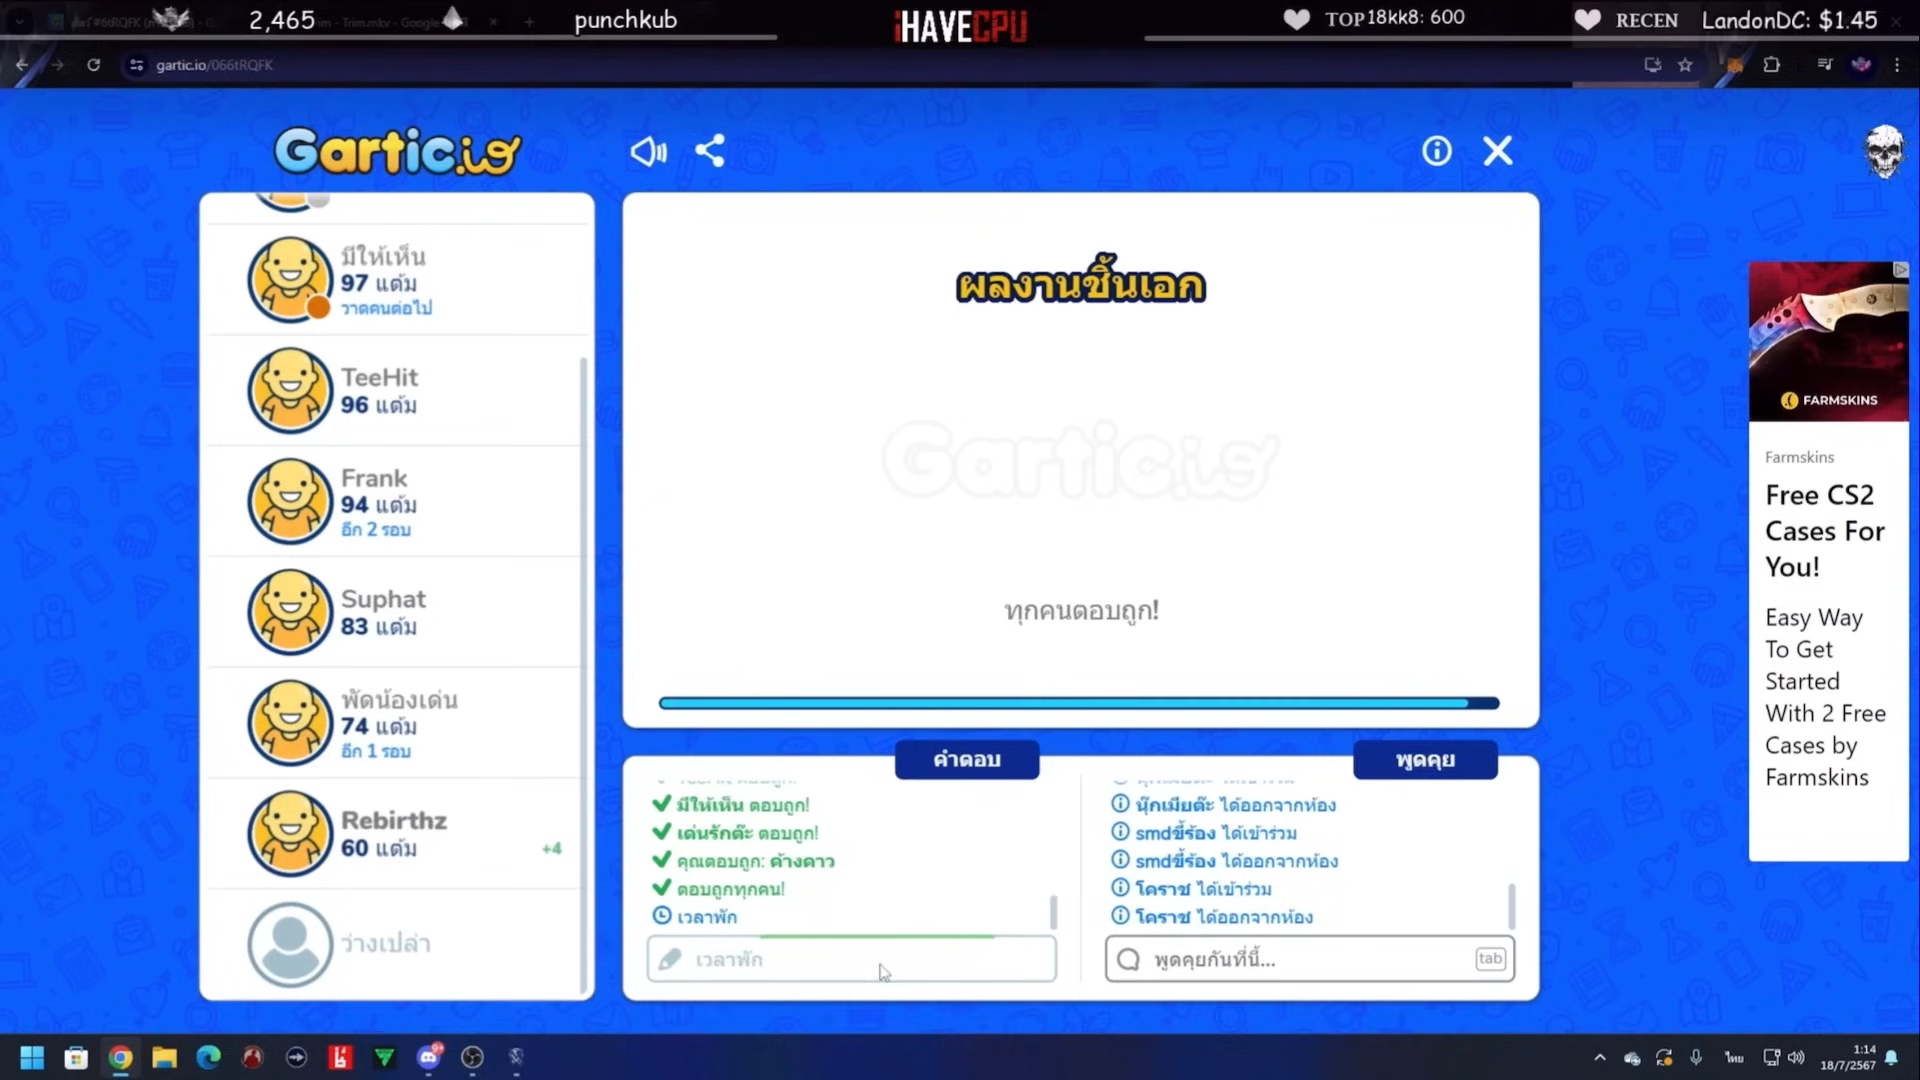 2,465
punchkub
iHAVECPU
TOP
18kk8: 600
RECEN
LandonDC: $1.45
gartic.io/066tRQFK
Gartic.io
มีให้เห็น
97 แต้ม
วาดคนต่อไป
TeeHit
96 แต้ม
Frank
94 แต้ม
อีก 2 รอบ
Suphat
83 แต้ม
พัดน้องเด่น
74 แต้ม
อีก 1 รอบ
Rebirthz
60 แต้ม
+4
ว่างเปล่า
ผลงานชิ้นเอก
Gartic.io
ทุกคนตอบถูก!
คำตอบ
มีให้เห็น ตอบถูก!
เด่นรักต๊ะ ตอบถูก!
คุณตอบถูก: ค้างคาว
ตอบถูกทุกคน!
เวลาพัก
เวลาพัก
พูดคุย
นุ๊กเมียต๊ะ ได้ออกจากห้อง
smdขี้ร้อง ได้เข้าร่วม
smdขี้ร้อง ได้ออกจากห้อง
โคราช ได้เข้าร่วม
โคราช ได้ออกจากห้อง
พูดคุยกันที่นี้...
tab
FARMSKINS
Farmskins
Free CS2
Cases For
You!
Easy Way
To Get
Started
With 2 Free
Cases by
Farmskins
ไทย
1:14
18/7/2567